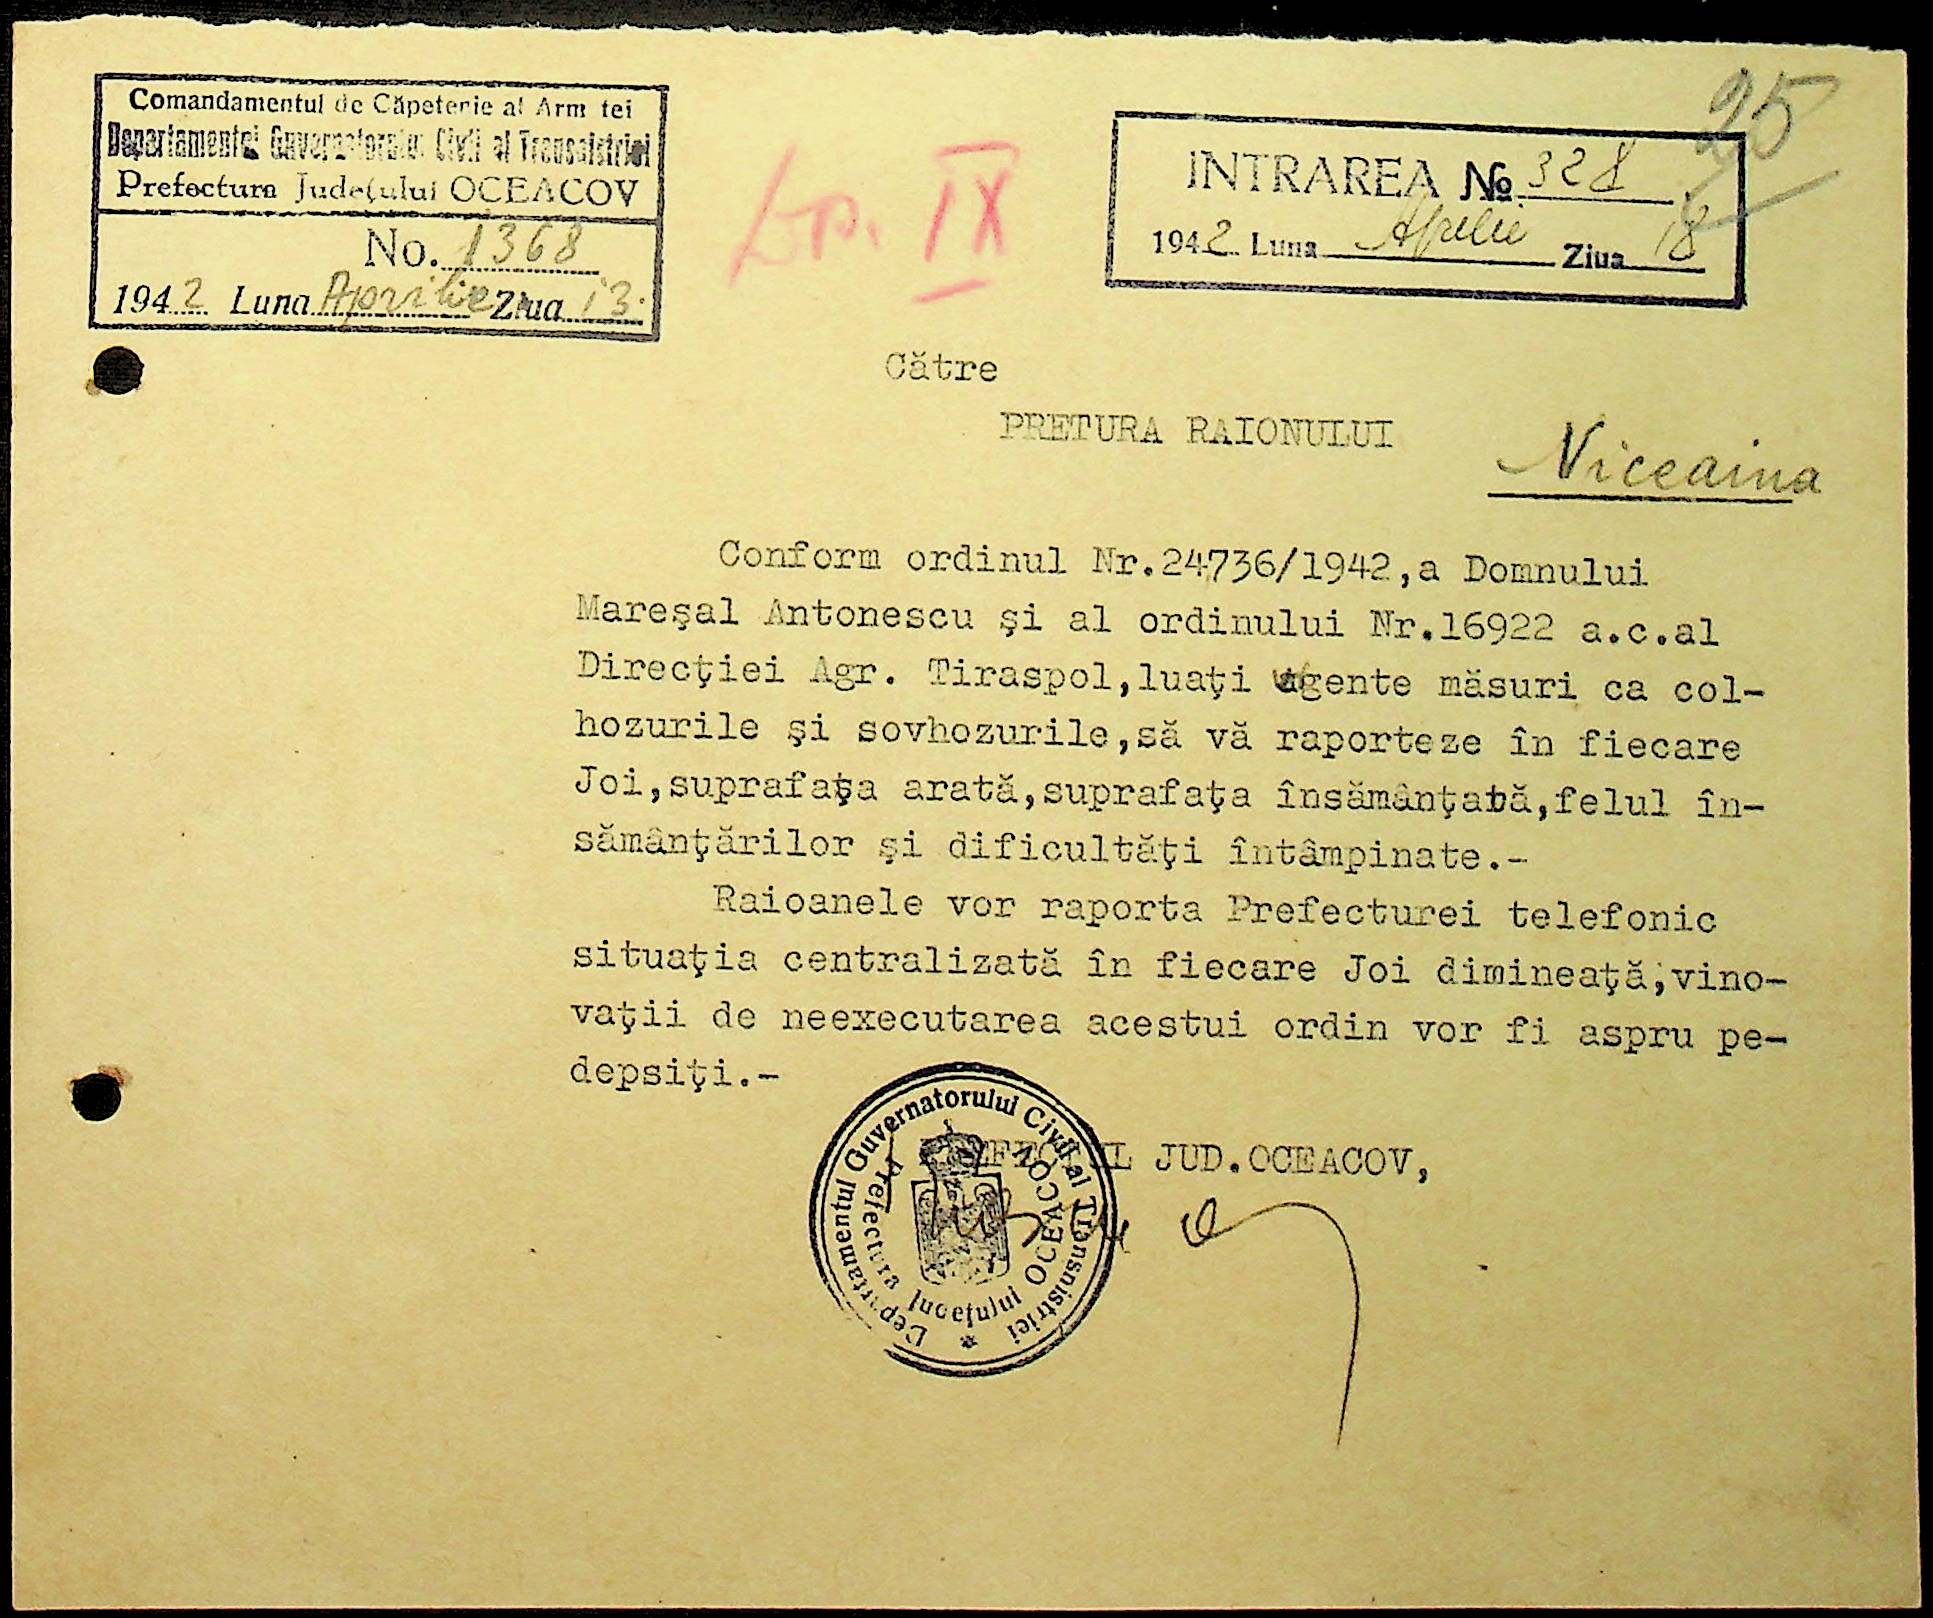 25
Comandamentul de Căpetenie al Arm tei
Departamentul Guvernatorului Civil al Transnistriei
Prefectura Județului OCEACOV
No. 1368
1942 Luna Aprilie Ziua 13.
IX
INTRAREA № 328
1942 Luna Aprilie Ziua 18
Către
PRETURA RAIONULUI
Niceaina
Conform ordinul Nr.24736/1942,a Domnului
Mareşal Antonescu şi al ordinului Nr.16922 a.c.al
Direcţiei Agr. Tiraspol,luaţi urgente măsuri ca col-
hozurile şi sovhozurile,să vă raporteze în fiecare
Joi,suprafaţa arată,suprafaţa însămânţată,felul în-
sămânţărilor şi dificultăţi întâmpinate.-
Raioanele vor raporta Prefecturei telefonic
situaţia centralizată în fiecare Joi dimineaţă,vino-
vaţii de neexecutarea acestui ordin vor fi aspru pe-
depsiţi.-
PREFECTUL JUD.OCEACOV,
Departamentul Guvernatorului Civil al Transnistriei
Prefectura Județului OCEACOV